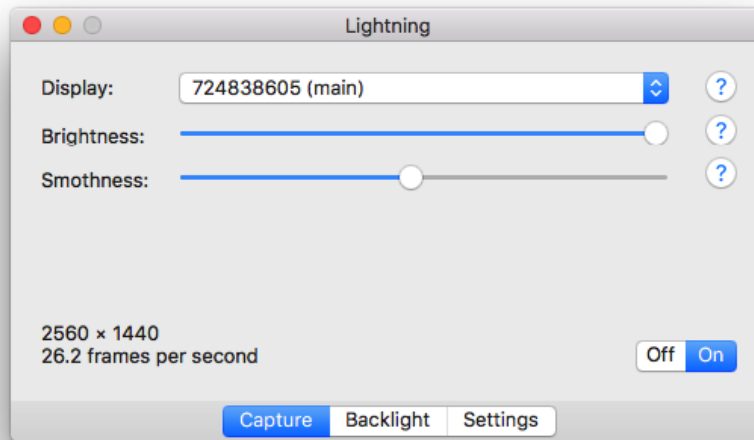 Lightning
Display: 724838605 (main) ?
Brightness: ?
Smothness: ?
2560 × 1440
26.2 frames per second
Off On
Capture Backlight Settings